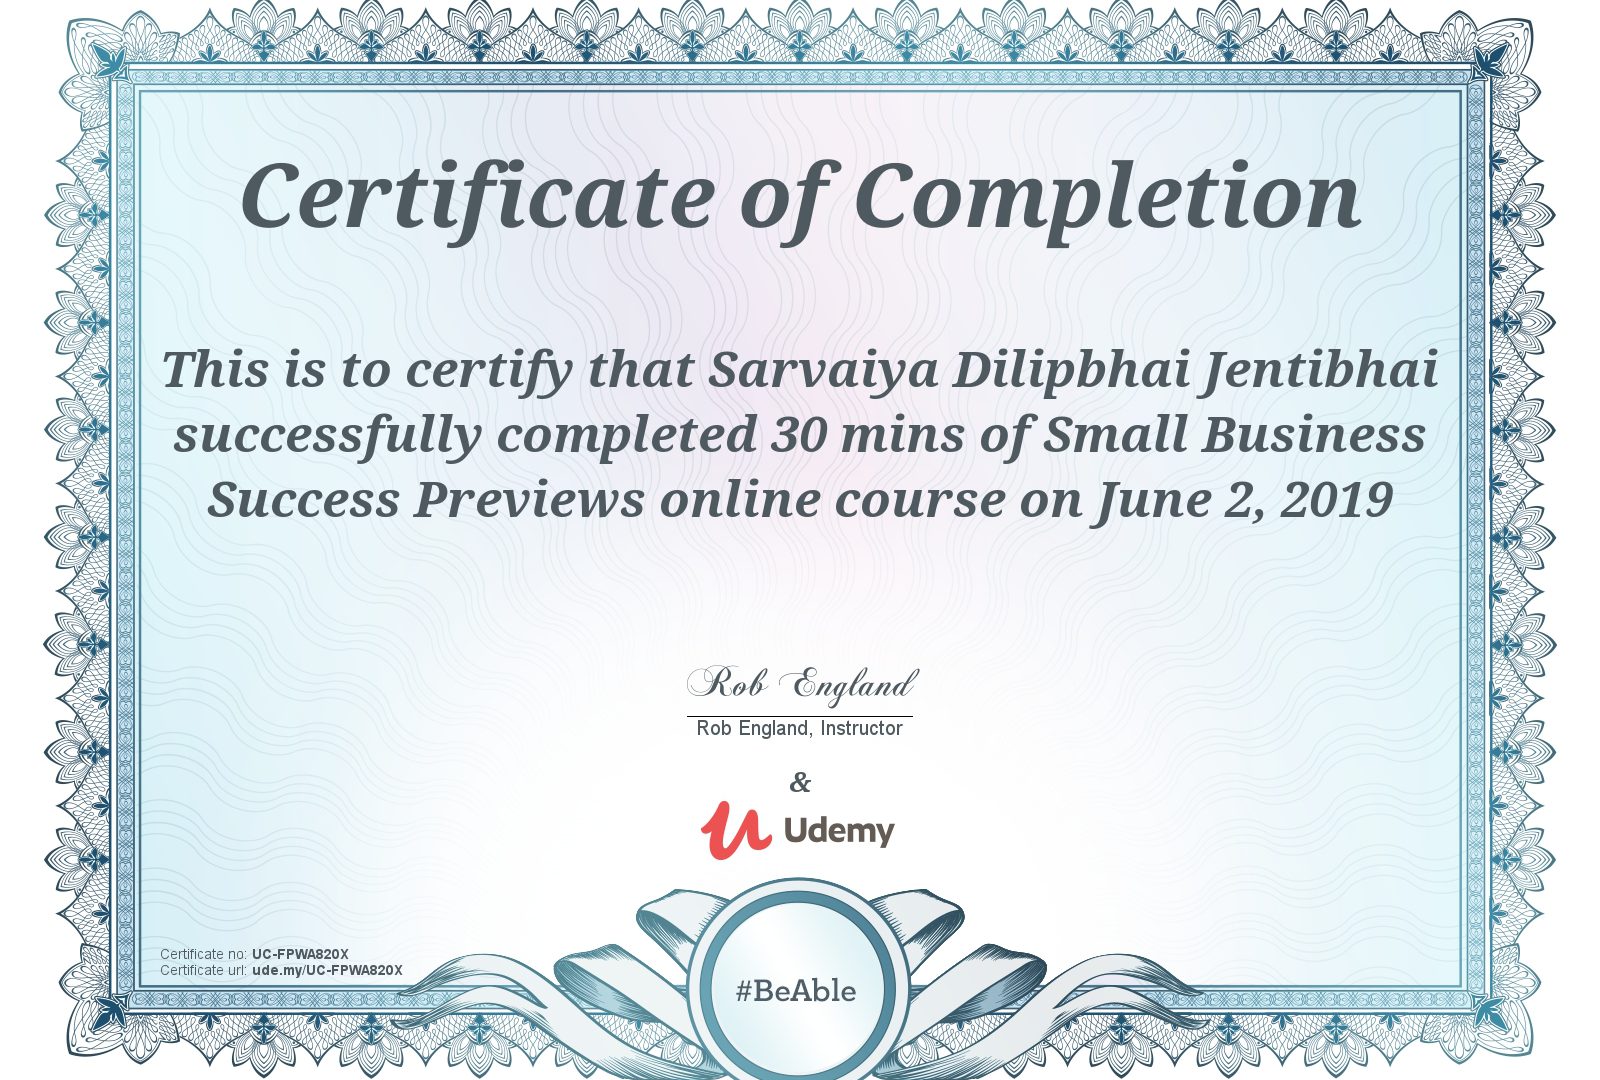 Certificate of Completion
This is to certify that Sarvaiya Dilipbhai Jentibhai
successfully completed 30 mins of Small Business
Success Previews online course on June 2, 2019
Rob England
Rob England, Instructor
&
Udemy
Certificate no: UC-FPWA820X
Certificate url: ude.my/UC-FPWA820X
#BeAble